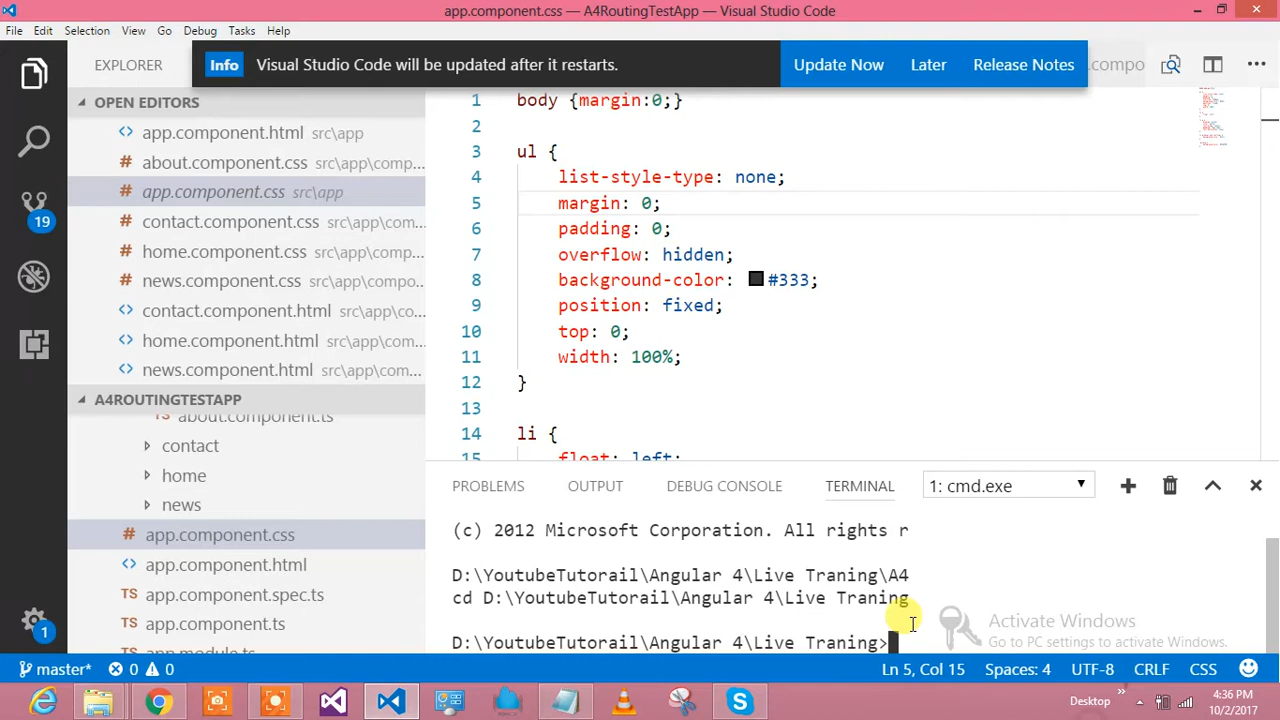 app.component.css — A4RoutingTestApp — Visual Studio Code
File Edit Selection View Go Debug Tasks Help
EXPLORER
Info Visual Studio Code will be updated after it restarts. Update Now Later Release Notes
compo
OPEN EDITORS
app.component.html src\app
about.component.css src\app\comp...
app.component.css src\app
contact.component.css src\app\co...
home.component.css src\app\comp...
news.component.css src\app\com...
contact.component.html src\app\co...
home.component.html src\app\com...
news.component.html src\app\com...
A4ROUTINGTESTAPP
about.component.ts
contact
home
news
app.component.css
app.component.html
app.component.spec.ts
app.component.ts
app.module.ts
19
1
1 body {margin:0;}
2
3 ul {
4 list-style-type: none;
5 margin: 0;
6 padding: 0;
7 overflow: hidden;
8 background-color: #333;
9 position: fixed;
10 top: 0;
11 width: 100%;
12 }
13
14 li {
15 float: left;
PROBLEMS OUTPUT DEBUG CONSOLE TERMINAL 1: cmd.exe
(c) 2012 Microsoft Corporation. All rights r
D:\YoutubeTutorail\Angular 4\Live Traning\A4
cd D:\YoutubeTutorail\Angular 4\Live Traning
D:\YoutubeTutorail\Angular 4\Live Traning>
Activate Windows
Go to PC settings to activate Windows.
master* 0 0 Ln 5, Col 15 Spaces: 4 UTF-8 CRLF CSS
Desktop
4:36 PM
10/2/2017